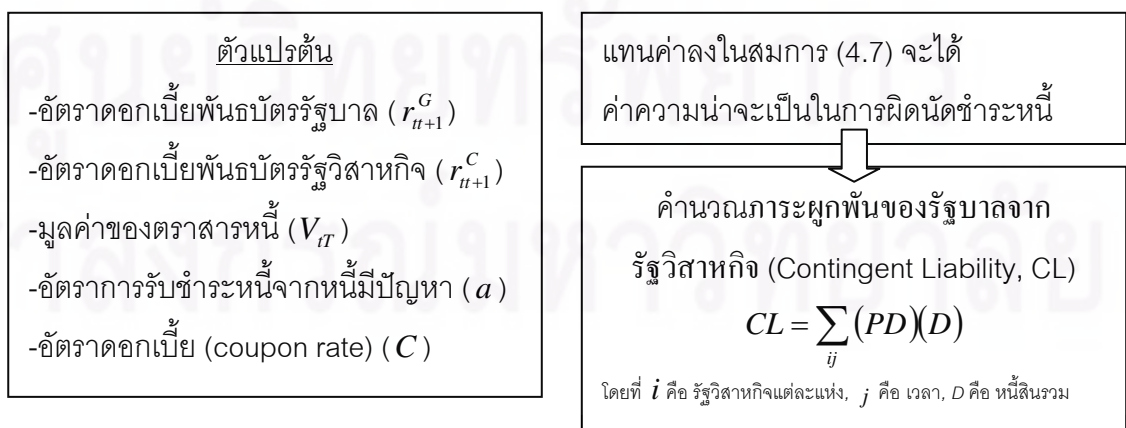 ตัวแปรต้น
-อัตราดอกเบี้ยพันธบัตรรัฐบาล ( $r^{G}_{tt+1}$ )
-อัตราดอกเบี้ยพันธบัตรรัฐวิสาหกิจ ( $r^{C}_{tt+1}$ )
-มูลค่าของตราสารหนี้ ( $V_{tT}$ )
-อัตราการรับชำระหนี้จากหนี้มีปัญหา ( $a$ )
-อัตราดอกเบี้ย (coupon rate) ( $C$ )
แทนค่าลงในสมการ (4.7) จะได้
ค่าความน่าจะเป็นในการผิดนัดชำระหนี้
คำนวณภาระผูกพันของรัฐบาลจาก
รัฐวิสาหกิจ (Contingent Liability, CL)
$CL = \sum_{ij} (PD)(D)$
โดยที่ $i$ คือ รัฐวิสาหกิจแต่ละแห่ง, $j$ คือ เวลา, D คือ หนี้สินรวม